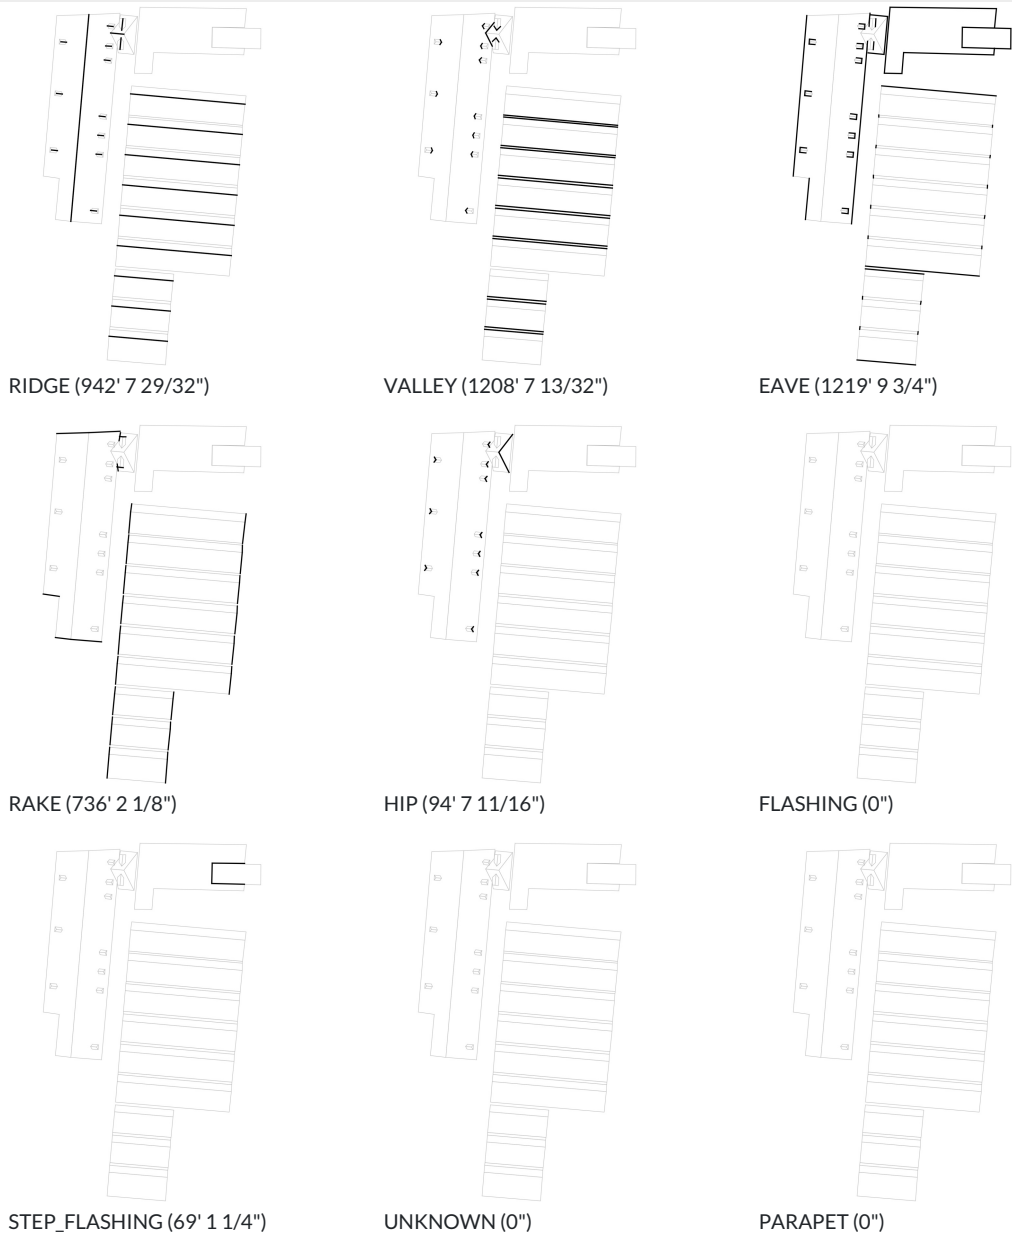 RIDGE (942' 7 29/32")
VALLEY (1208' 7 13/32")
EAVE (1219' 9 3/4")
RAKE (736' 2 1/8")
HIP (94' 7 11/16")
FLASHING (0")
STEP_FLASHING (69' 1 1/4")
UNKNOWN (0")
PARAPET (0")